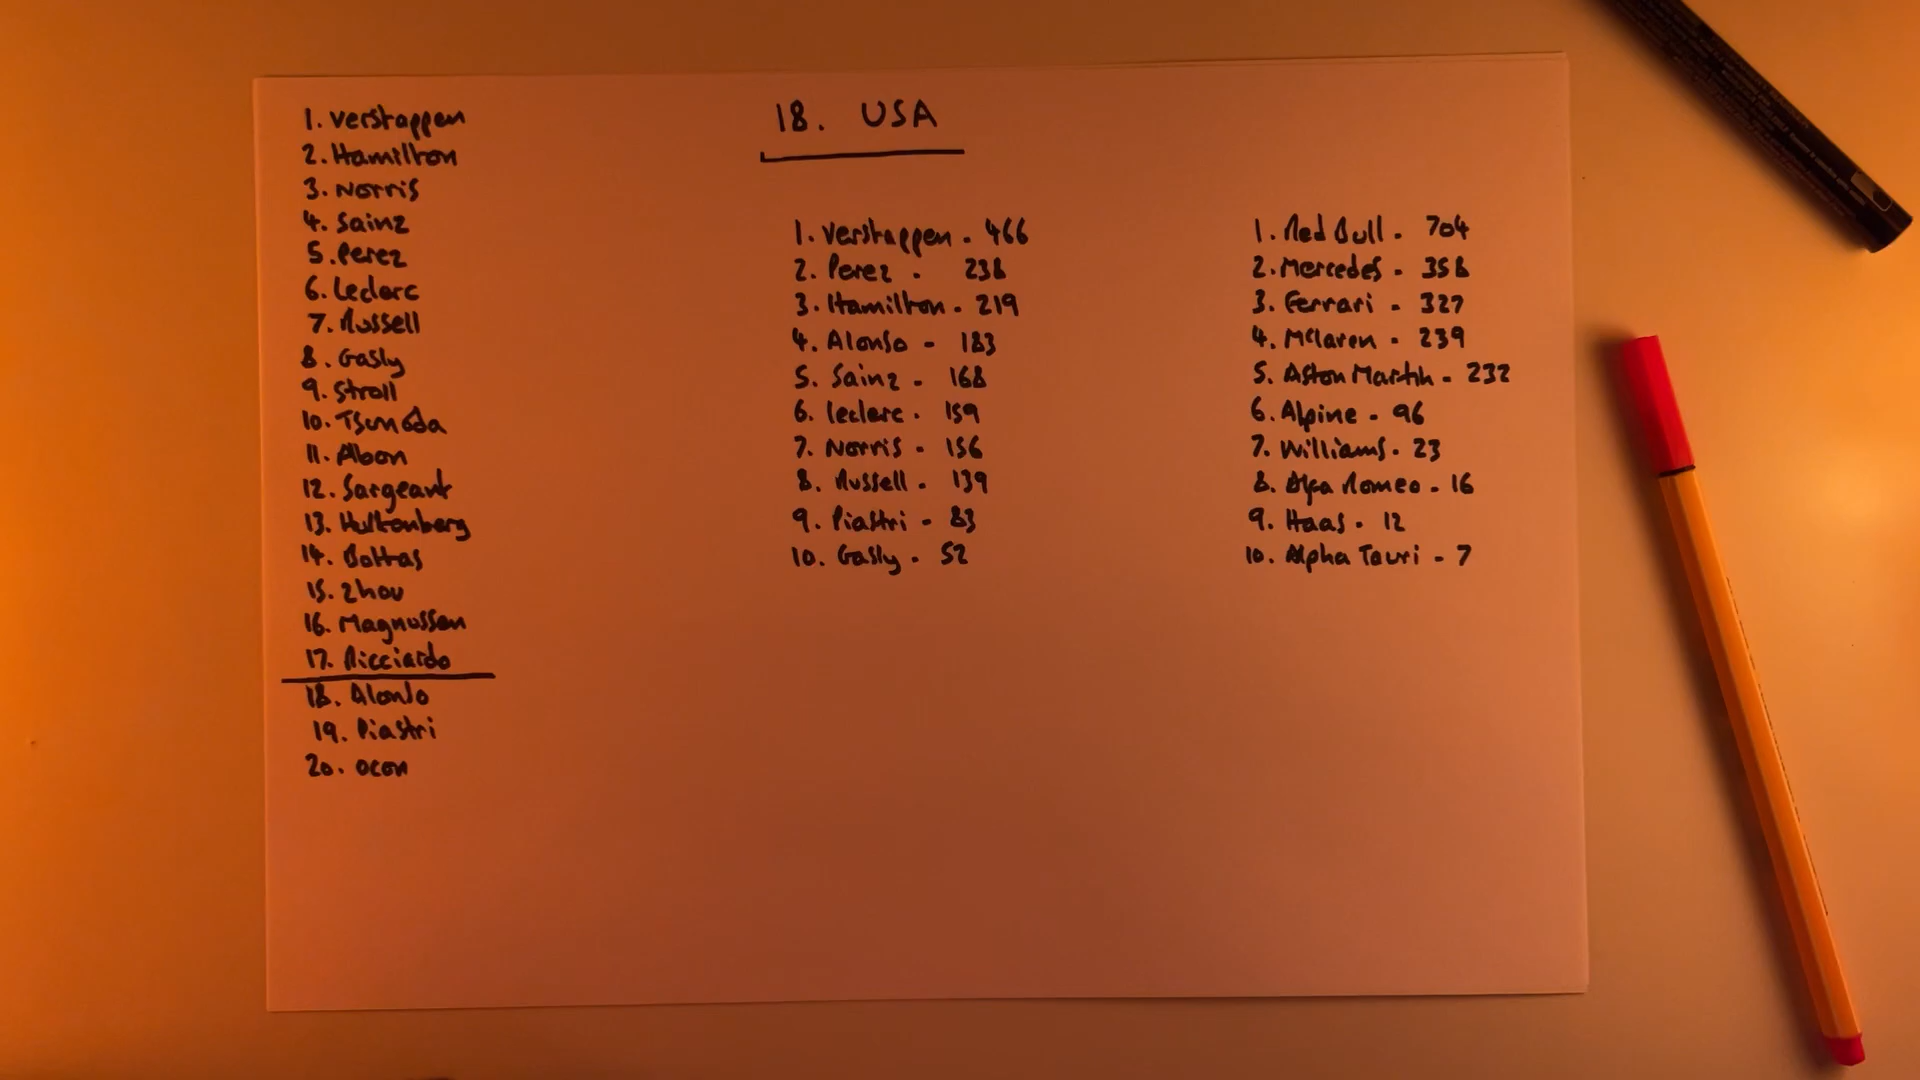 18. USA
1. Verstappen
2. Hamilton
3. Norris
4. Sainz
5. Perez
6. Leclerc
7. Russell
8. Gasly
9. Stroll
10. Tsunoda
11. Albon
12. Sargeant
13. Hulkenberg
14. Bottas
15. Zhou
16. Magnussen
17. Ricciardo
18. Alonso
19. Piastri
20. Ocon
1. Verstappen - 466
2. Perez - 238
3. Hamilton - 219
4. Alonso - 183
5. Sainz - 168
6. Leclerc - 159
7. Norris - 156
8. Russell - 139
9. Piastri - 83
10. Gasly - 52
1. Red Bull - 704
2. Mercedes - 358
3. Ferrari - 327
4. Mclaren - 239
5. Aston Martin - 232
6. Alpine - 96
7. Williams - 23
8. Alfa Romeo - 16
9. Haas - 12
10. Alpha Tauri - 7